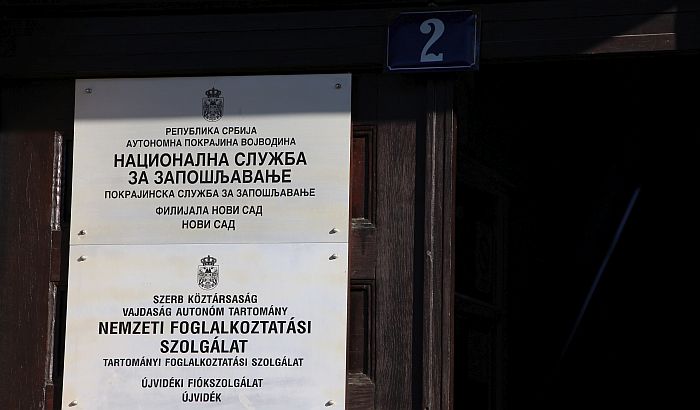 2
РЕПУБЛИКА СРБИЈА
АУТОНОМНА ПОКРАЈИНА ВОЈВОДИНА
НАЦИОНАЛНА СЛУЖБА
ЗА ЗАПОШЉАВАЊЕ
ПОКРАЈИНСКА СЛУЖБА ЗА ЗАПОШЉАВАЊЕ
ФИЛИЈАЛА НОВИ САД
НОВИ САД
SZERB KÖZTÁRSASÁG
VAJDASÁG AUTONÓM TARTOMÁNY
NEMZETI FOGLALKOZTATÁSI
SZOLGÁLAT
TARTOMÁNYI FOGLALKOZTATÁSI SZOLGÁLAT
ÚJVIDÉKI FIÓKSZOLGÁLAT
ÚJVIDÉK